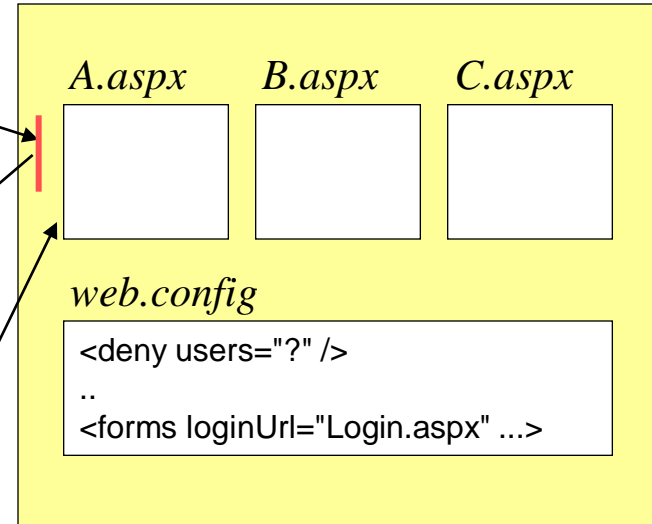 A.aspx B.aspx C.aspx
web.config
<deny users="?" />
..
<forms loginUrl="Login.aspx" ...>